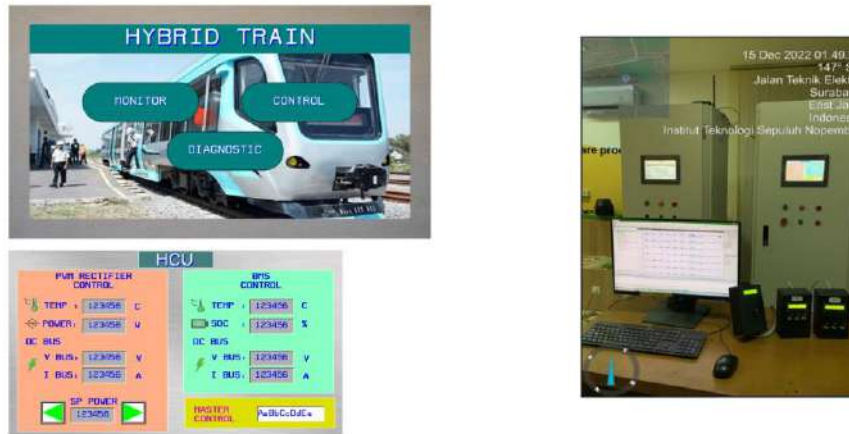 HYBRID TRAIN
MONITOR
CONTROL
DIAGNOSTIC
HCU
PWM RECTIFIER
CONTROL
TEMP : 123456 C
POWER: 123456 W
DC BUS
V BUS: 123456 V
I BUS: 123456 A
SP POWER
123456
BMS
CONTROL
TEMP : 123456 C
SOC : 123456 %
DC BUS
V BUS: 123456 V
I BUS: 123456 A
MASTER
CONTROL
AaBbCcDdEe
15 Dec 2022 01.49.
147°
Jalan Teknik Elek
Suraba
East Ja
Indone
Institut Teknologi Sepuluh Nopemb